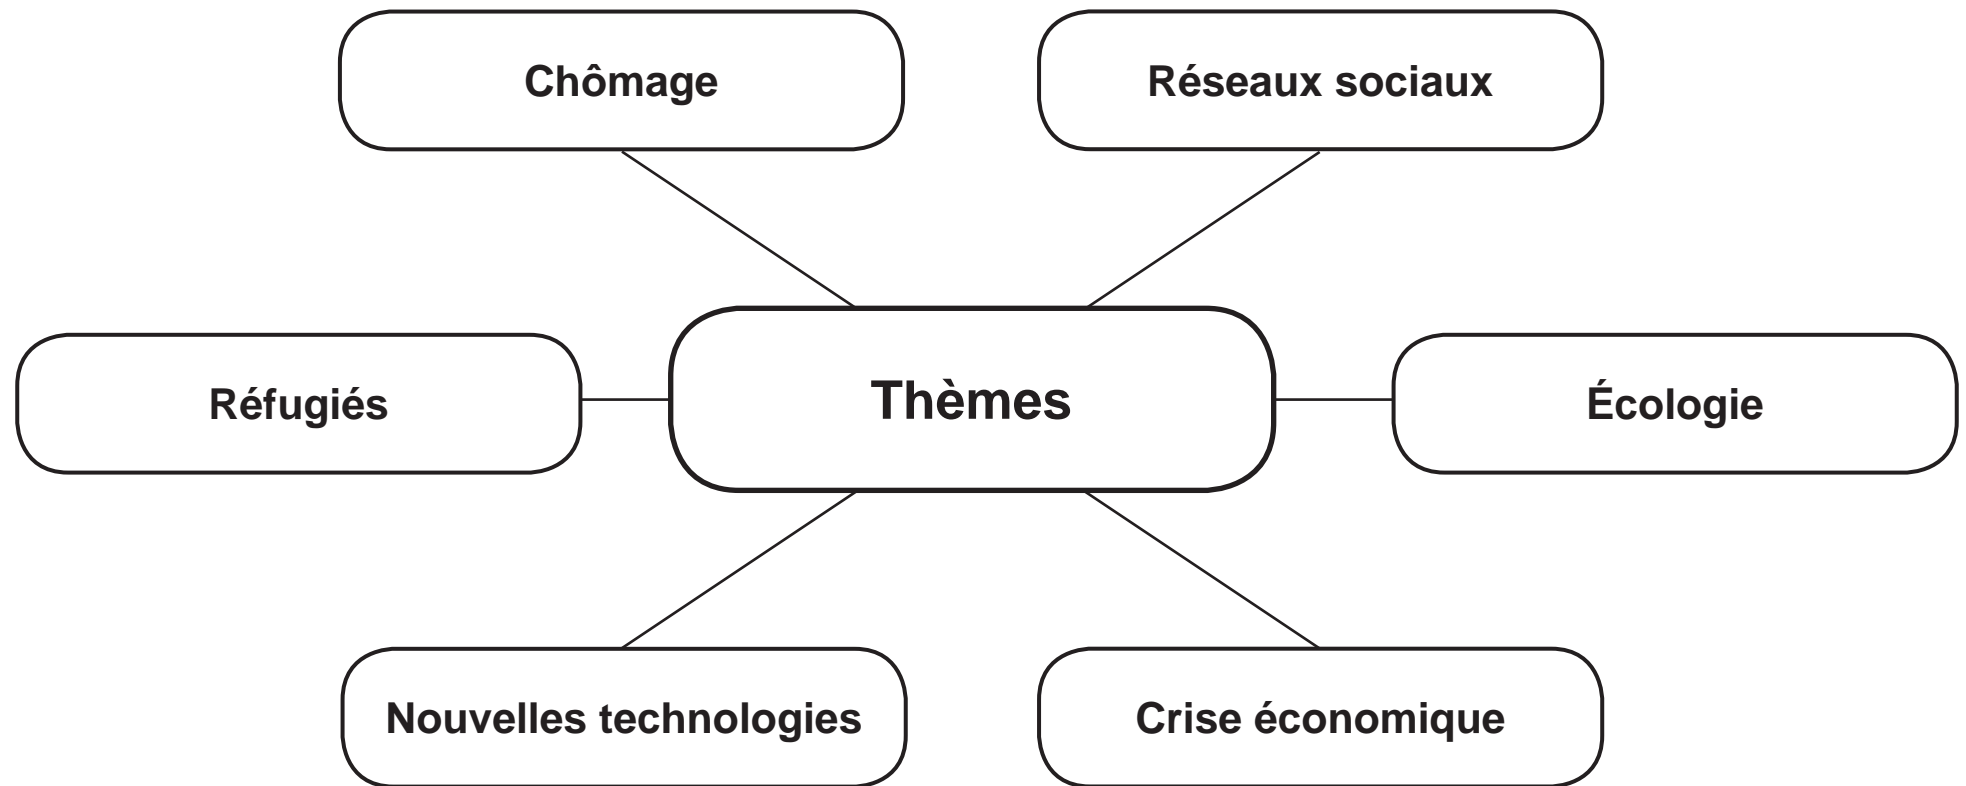 Chômage
Réseaux sociaux
Réfugiés
Thèmes
Écologie
Nouvelles technologies
Crise économique